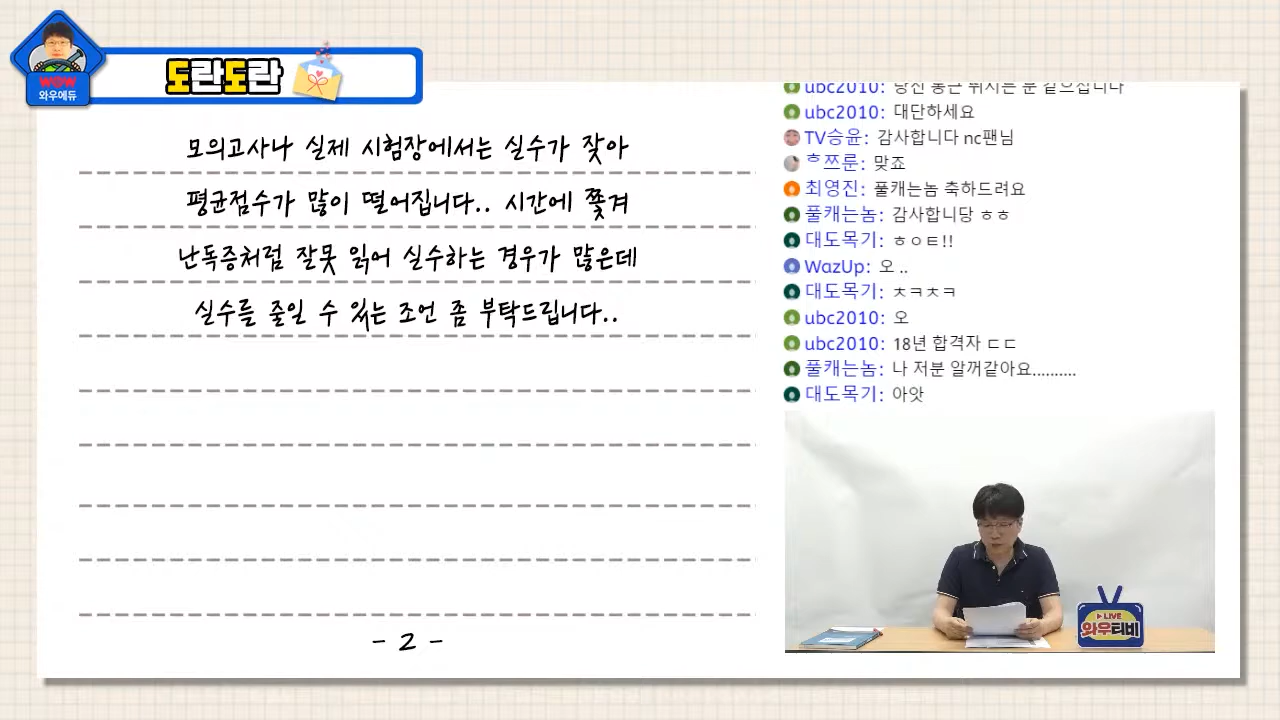 WOW
와우에듀
도란도란
모의고사나 실제 시험장에서는 실수가 잦아
평균점수가 많이 떨어집니다.. 시간에 쫓겨
난독증처럼 잘못 읽어 실수하는 경우가 많은데
실수를 줄일 수 있는 조언 좀 부탁드립니다..
- 2 -
ubc2010:
ubc2010: 대단하세요
TV승윤: 감사합니다 nc팬님
ᄒᄍ룬: 맞죠
최영진: 풀캐는놈 축하드려요
풀캐는놈: 감사합니당 ㅎㅎ
대도목기: ㅎㅇㅌ!!
WazUp: 오 ..
대도목기: ㅊㅋㅊㅋ
ubc2010: 오
ubc2010: 18년 합격자 ㄷㄷ
풀캐는놈: 나 저분 알꺼같아요..........
대도목기: 아앗
LIVE
와우티비